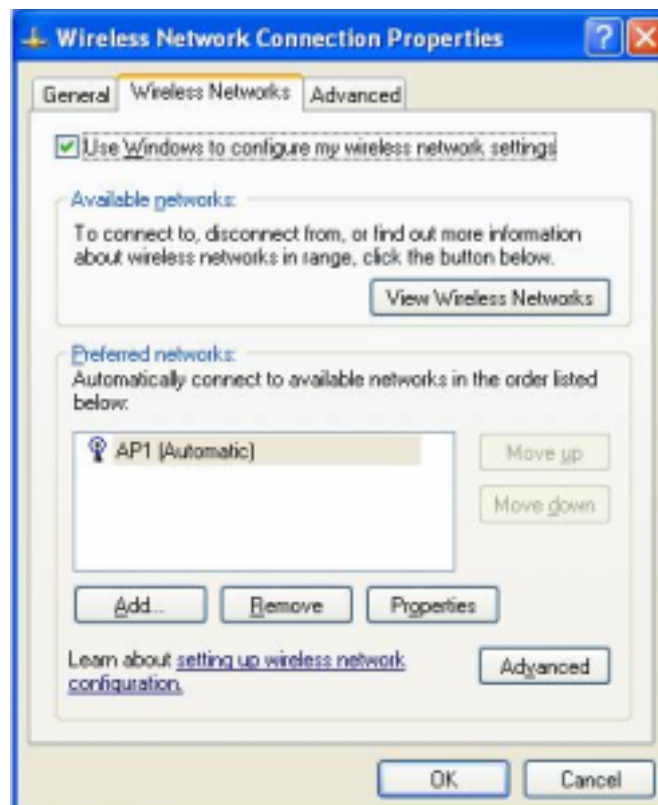 Wireless Network Connection Properties
General Wireless Networks Advanced
Use Windows to configure my wireless network settings
Available networks:
To connect to, disconnect from, or find out more information
about wireless networks in range, click the button below.
View Wireless Networks
Preferred networks:
Automatically connect to available networks in the order listed
below:
AP1 (Automatic)
Move up
Move down
Add... Remove Properties
Learn about setting up wireless network
configuration.
Advanced
OK Cancel